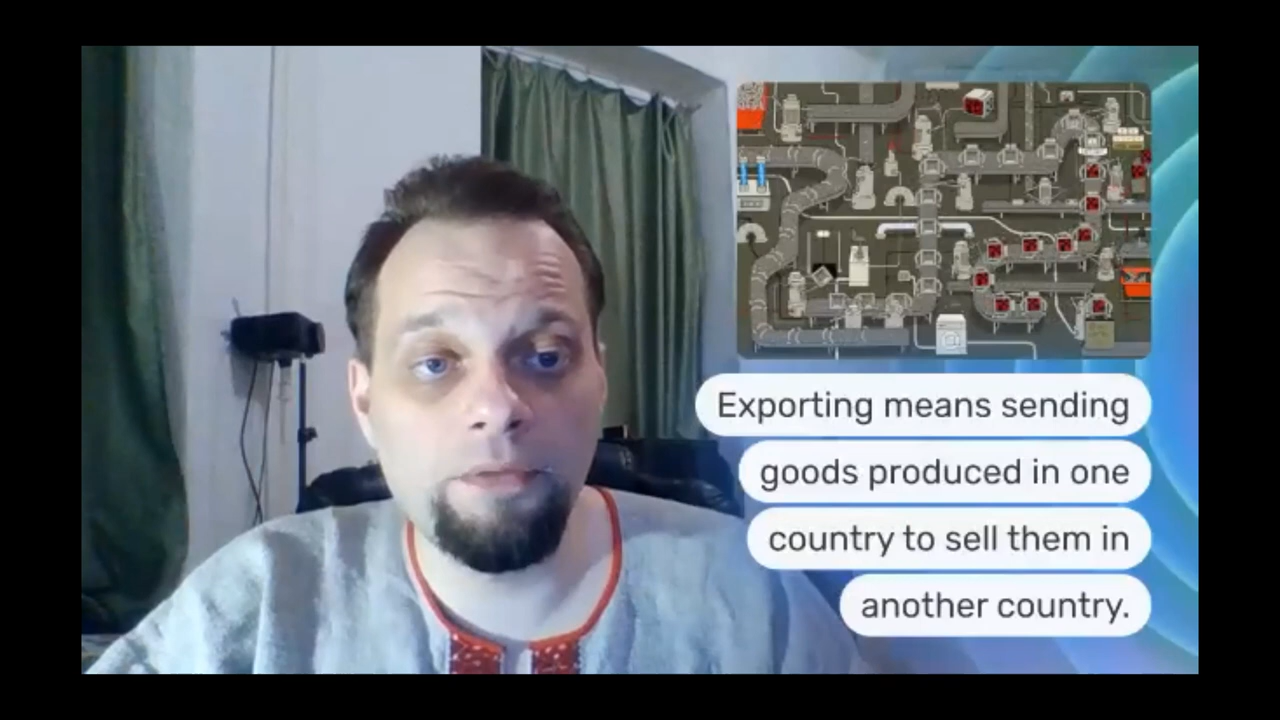 Exporting means sending
goods produced in one
country to sell them in
another country.